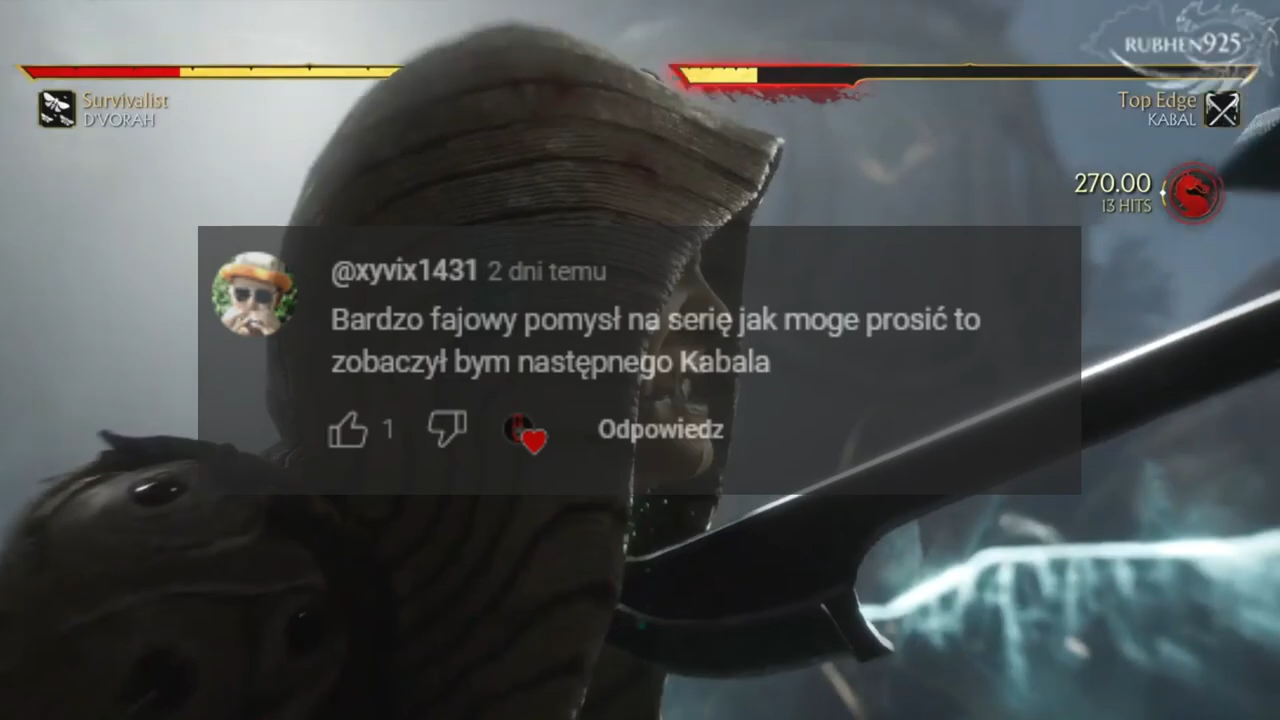 RUBHEN925
Survivalist
D'VORAH
Top Edge
KABAL
270.00
13 HITS
@xyvix1431 2 dni temu
Bardzo fajowy pomysł na serię jak moge prosić to
zobaczył bym następnego Kabala
1
Odpowiedz